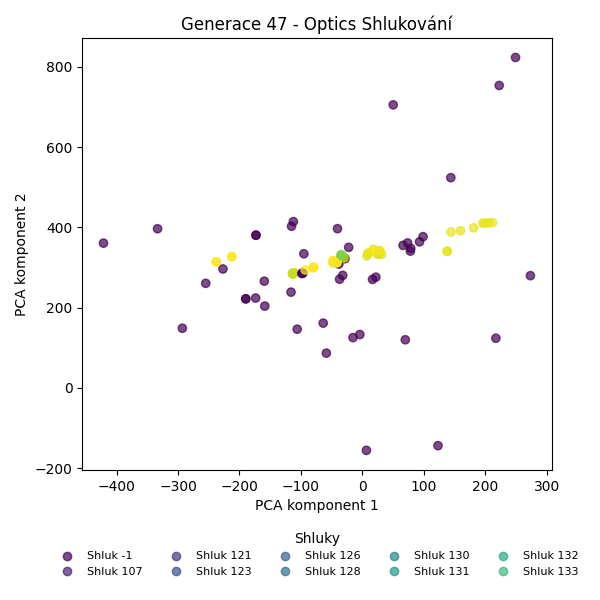 Generace 47 - Optics Shlukování
PCA komponent 2
800
600
400
200
0
−200
−400
−300
−200
−100
0
100
200
300
PCA komponent 1
Shluky
Shluk -1
Shluk 121
Shluk 126
Shluk 130
Shluk 132
Shluk 107
Shluk 123
Shluk 128
Shluk 131
Shluk 133